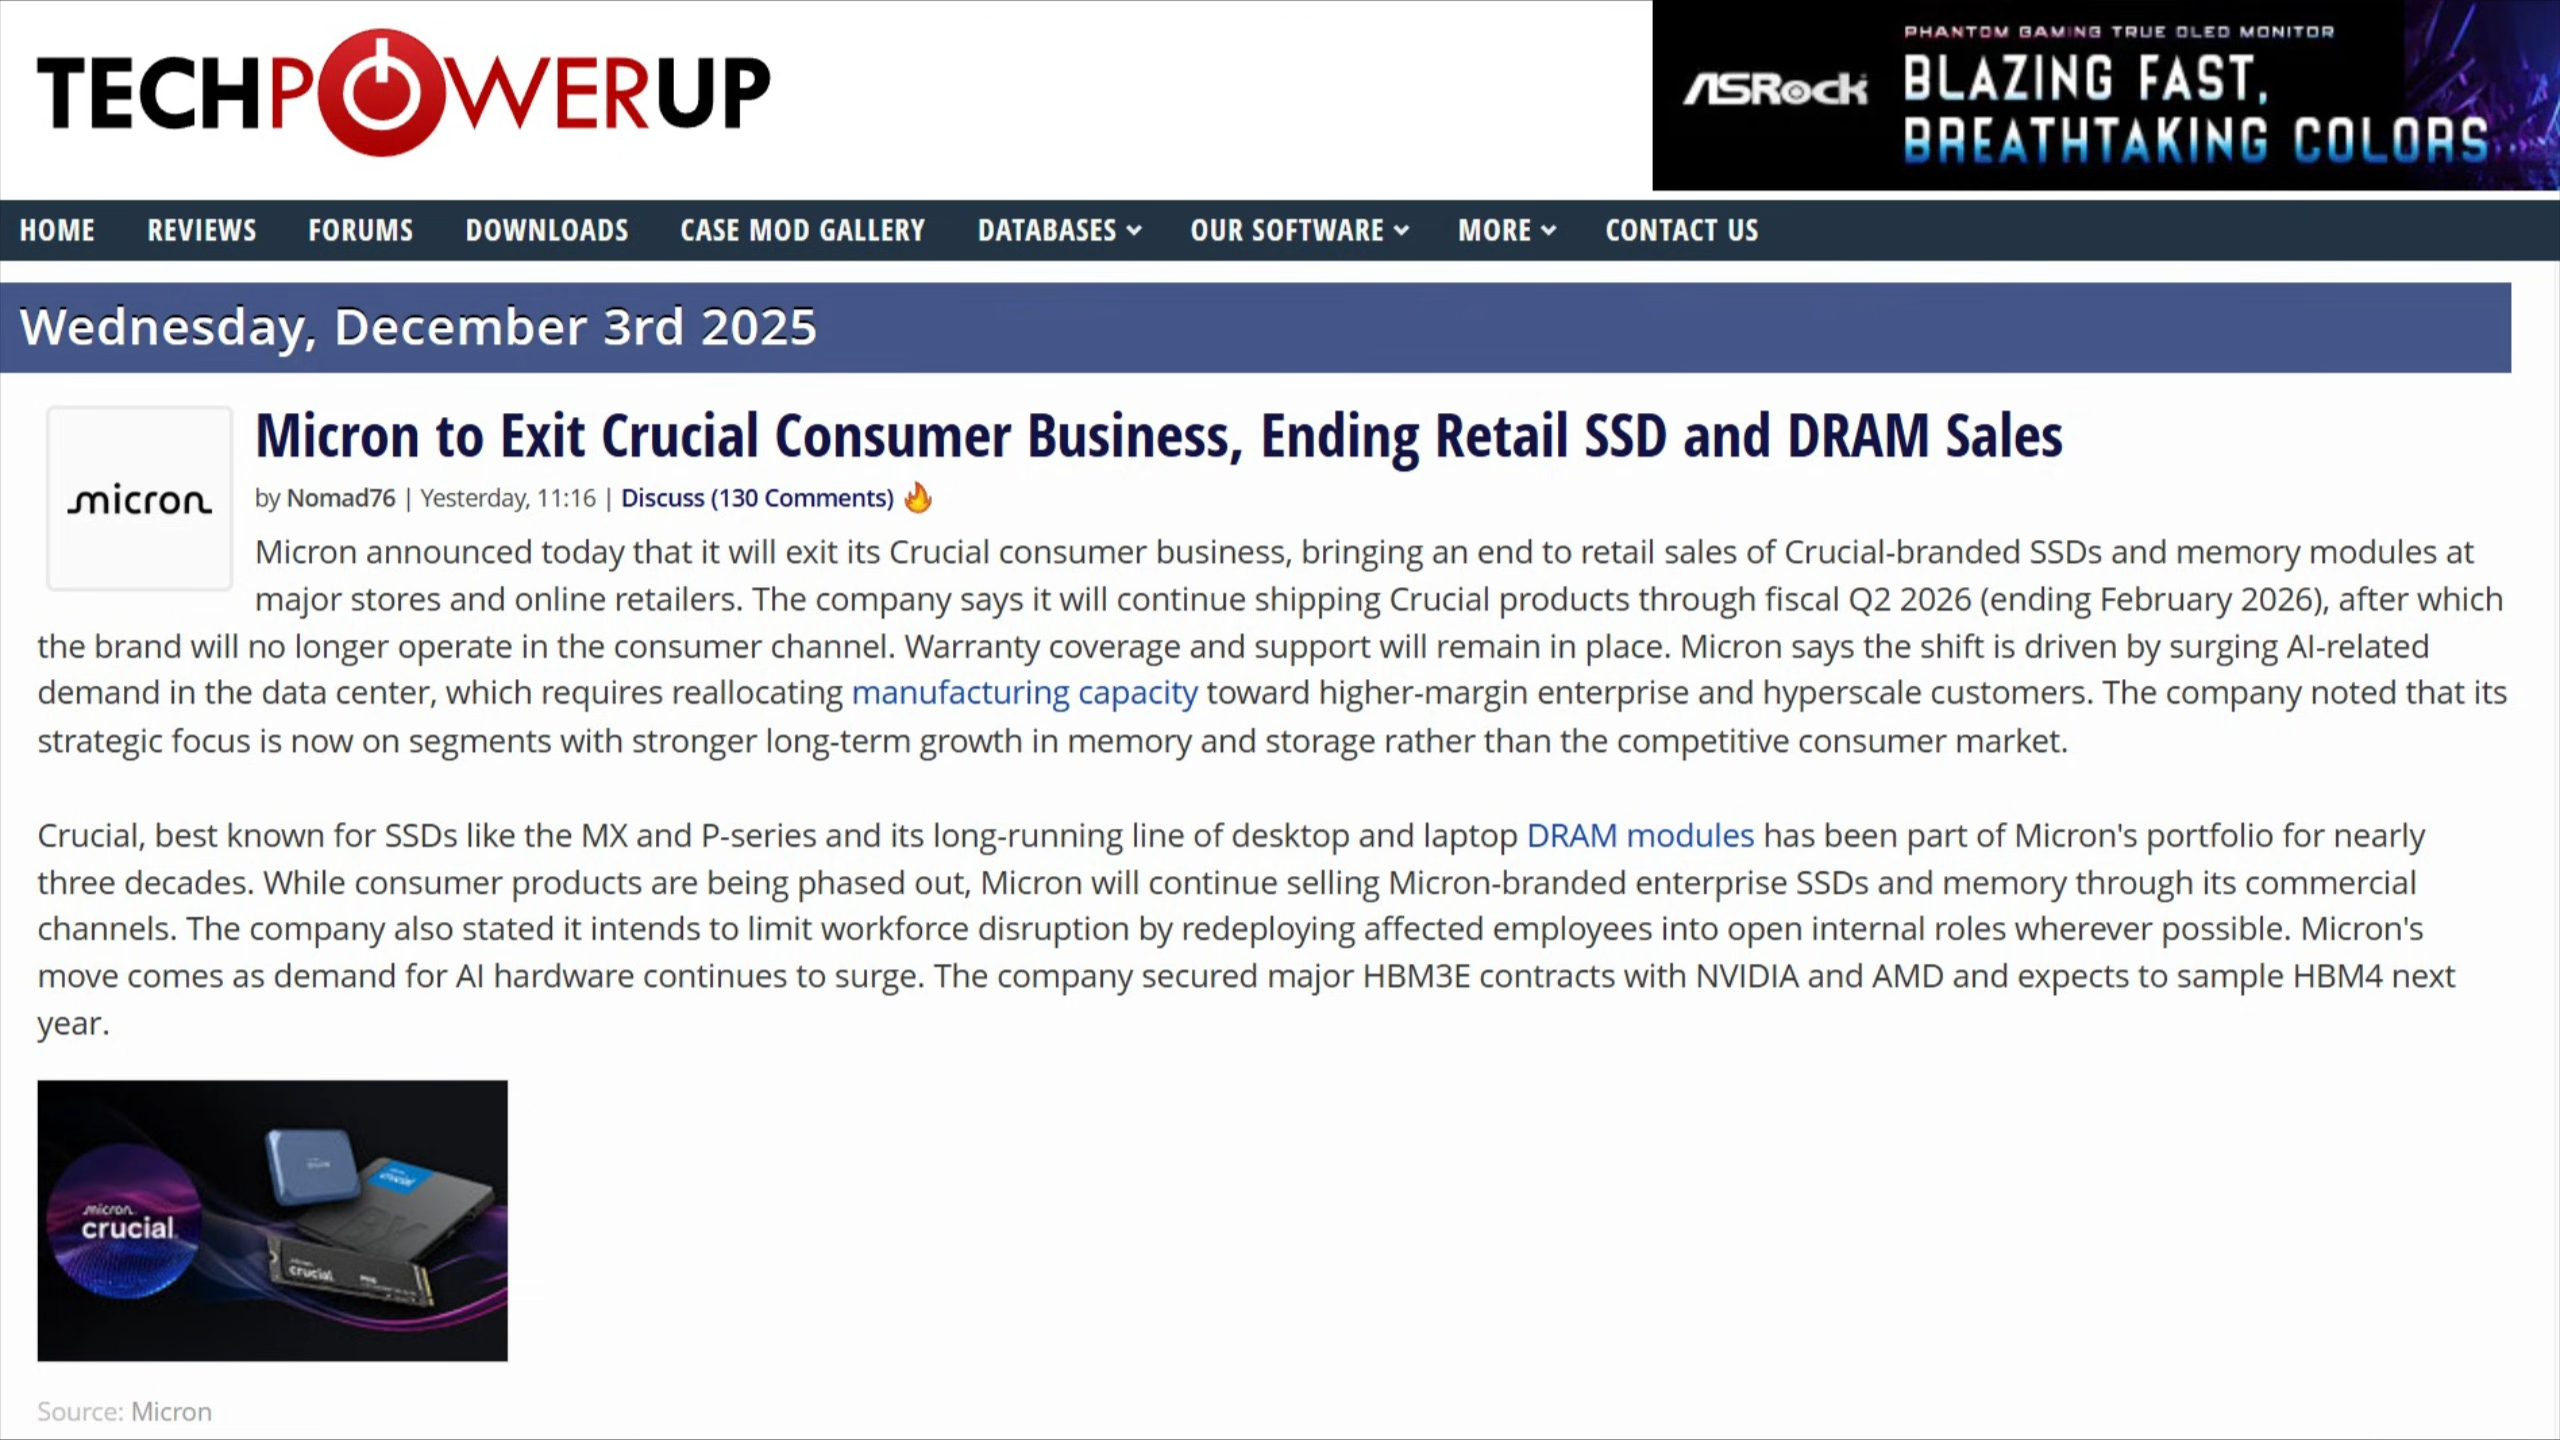 TECHPOWERUP
PHANTOM GAMING TRUE OLED MONITOR
ASRock
BLAZING FAST,
BREATHTAKING COLORS
HOME REVIEWS FORUMS DOWNLOADS CASE MOD GALLERY DATABASES OUR SOFTWARE MORE CONTACT US
Wednesday, December 3rd 2025
micron
Micron to Exit Crucial Consumer Business, Ending Retail SSD and DRAM Sales
by Nomad76 | Yesterday, 11:16 | Discuss (130 Comments)
Micron announced today that it will exit its Crucial consumer business, bringing an end to retail sales of Crucial-branded SSDs and memory modules at
major stores and online retailers. The company says it will continue shipping Crucial products through fiscal Q2 2026 (ending February 2026), after which
the brand will no longer operate in the consumer channel. Warranty coverage and support will remain in place. Micron says the shift is driven by surging AI-related
demand in the data center, which requires reallocating manufacturing capacity toward higher-margin enterprise and hyperscale customers. The company noted that its
strategic focus is now on segments with stronger long-term growth in memory and storage rather than the competitive consumer market.
Crucial, best known for SSDs like the MX and P-series and its long-running line of desktop and laptop DRAM modules has been part of Micron's portfolio for nearly
three decades. While consumer products are being phased out, Micron will continue selling Micron-branded enterprise SSDs and memory through its commercial
channels. The company also stated it intends to limit workforce disruption by redeploying affected employees into open internal roles wherever possible. Micron's
move comes as demand for AI hardware continues to surge. The company secured major HBM3E contracts with NVIDIA and AMD and expects to sample HBM4 next
year.
micron
crucial
crucial
crucial
Source: Micron